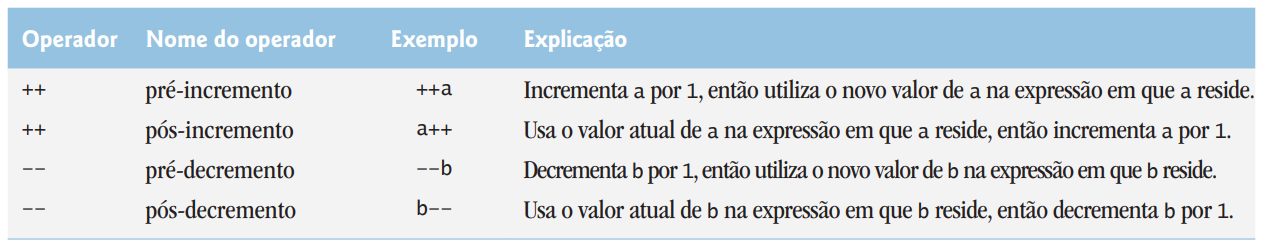 Operador Nome do operador Exemplo Explicação
++ pré-incremento ++a Incrementa a por 1, então utiliza o novo valor de a na expressão em que a reside.
++ pós-incremento a++ Usa o valor atual de a na expressão em que a reside, então incrementa a por 1.
-- pré-decremento --b Decrementa b por 1, então utiliza o novo valor de b na expressão em que b reside.
-- pós-decremento b-- Usa o valor atual de b na expressão em que b reside, então decrementa b por 1.